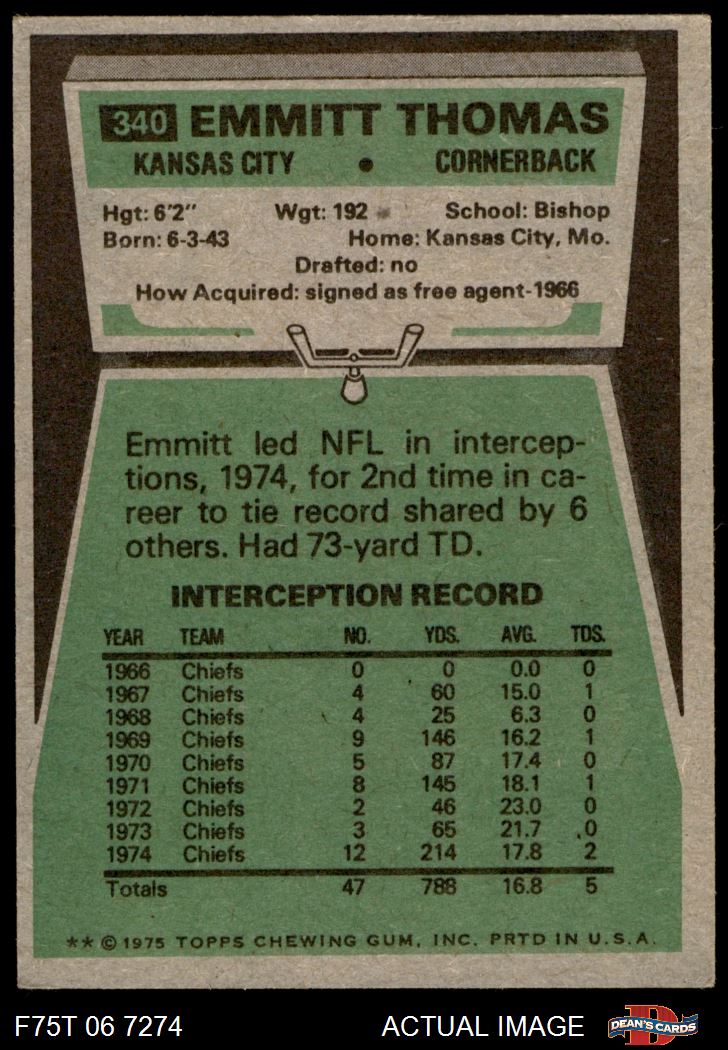 340 EMMITT THOMAS
KANSAS CITY • CORNERBACK
Hgt: 6'2" Wgt: 192 School: Bishop
Born: 6-3-43 Home: Kansas City, Mo.
Drafted: no
How Acquired: signed as free agent-1966
Emmitt led NFL in intercep-
tions, 1974, for 2nd time in ca-
reer to tie record shared by 6
others. Had 73-yard TD.
INTERCEPTION RECORD
YEAR TEAM NO. YDS. AVG. TDS.
1966 Chiefs 0 0 0.0 0
1967 Chiefs 4 60 15.0 1
1968 Chiefs 4 25 6.3 0
1969 Chiefs 9 146 16.2 1
1970 Chiefs 5 87 17.4 0
1971 Chiefs 8 145 18.1 1
1972 Chiefs 2 46 23.0 0
1973 Chiefs 3 65 21.7 0
1974 Chiefs 12 214 17.8 2
Totals 47 788 16.8 5
** © 1975 TOPPS CHEWING GUM, INC. PRTD IN U.S.A.
F75T 06 7274 ACTUAL IMAGE D DEAN'S CARDS